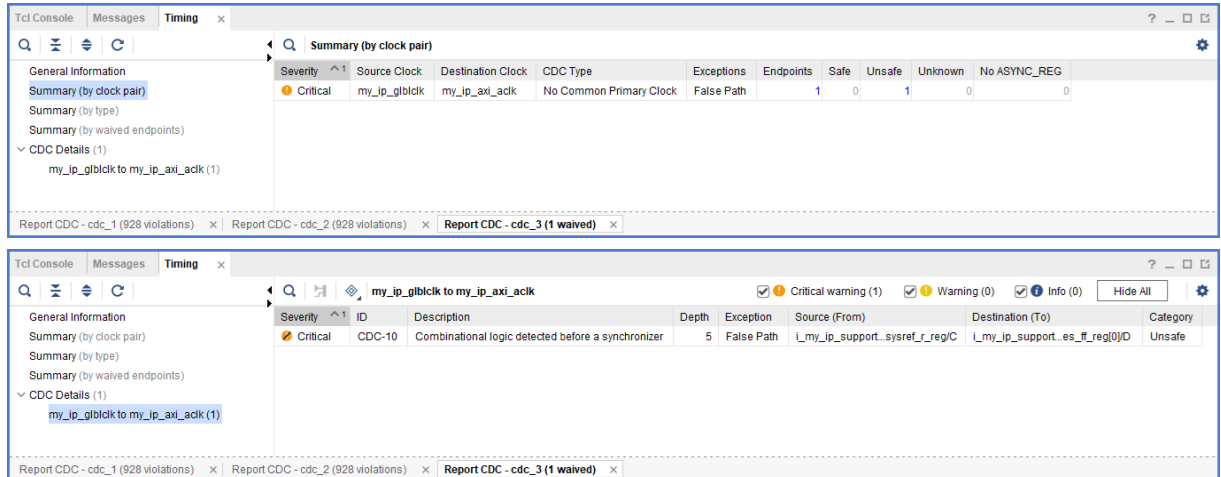 Tcl Console Messages Timing × ? _
Summary (by clock pair)
General Information
Summary (by clock pair)
Summary (by type)
Summary (by waived endpoints)
CDC Details (1)
my_ip_glblclk to my_ip_axi_aclk (1)
Severity 1 Source Clock Destination Clock CDC Type Exceptions Endpoints Safe Unsafe Unknown No ASYNC_REG
Critical my_ip_glblclk my_ip_axi_aclk No Common Primary Clock False Path 1 0 1 0 0
Report CDC - cdc_1 (928 violations) × Report CDC - cdc_2 (928 violations) × Report CDC - cdc_3 (1 waived) ×
Tcl Console Messages Timing × ? _
my_ip_glblclk to my_ip_axi_aclk Critical warning (1) Warning (0) Info (0) Hide All
General Information
Summary (by clock pair)
Summary (by type)
Summary (by waived endpoints)
CDC Details (1)
my_ip_glblclk to my_ip_axi_aclk (1)
Severity 1 ID Description Depth Exception Source (From) Destination (To) Category
Critical CDC-10 Combinational logic detected before a synchronizer 5 False Path i_my_ip_support...sysref_r_reg/C i_my_ip_support...es_ff_reg[0]/D Unsafe
Report CDC - cdc_1 (928 violations) × Report CDC - cdc_2 (928 violations) × Report CDC - cdc_3 (1 waived) ×